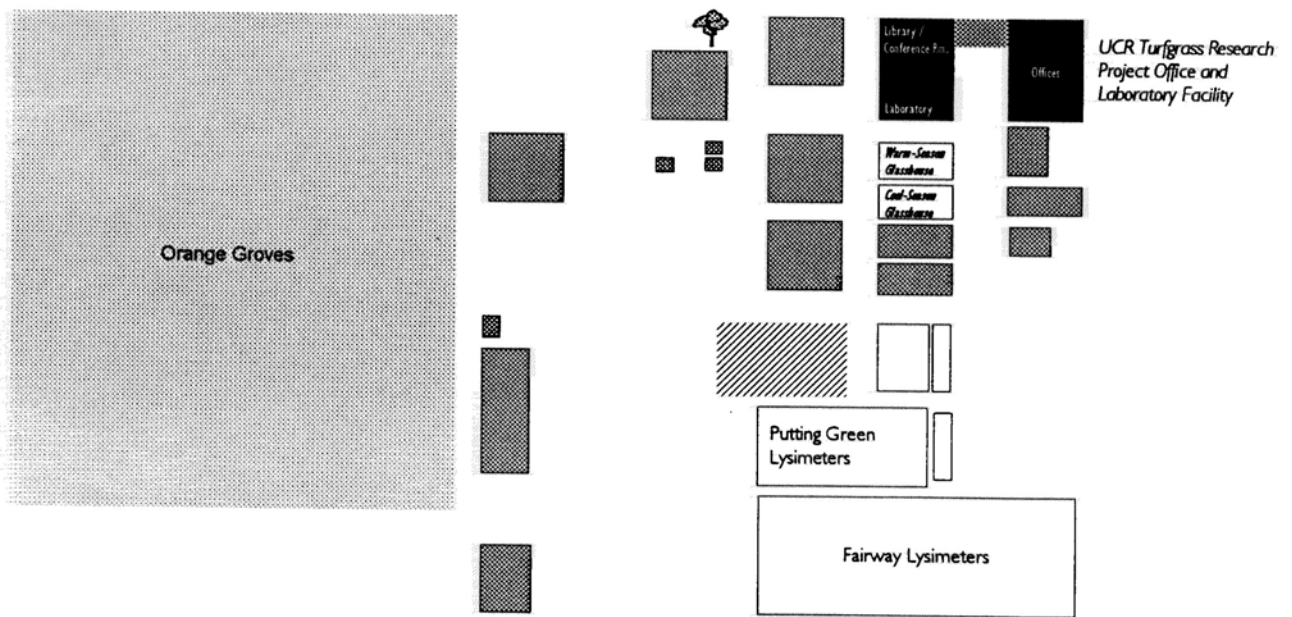 Library /
Conference Rm.
Laboratory
Offices
UCR Turfgrass Research
Project Office and
Laboratory Facility
Warm-Season
Glasshouse
Cool-Season
Glasshouse
Orange Groves
Putting Green
Lysimeters
Fairway Lysimeters